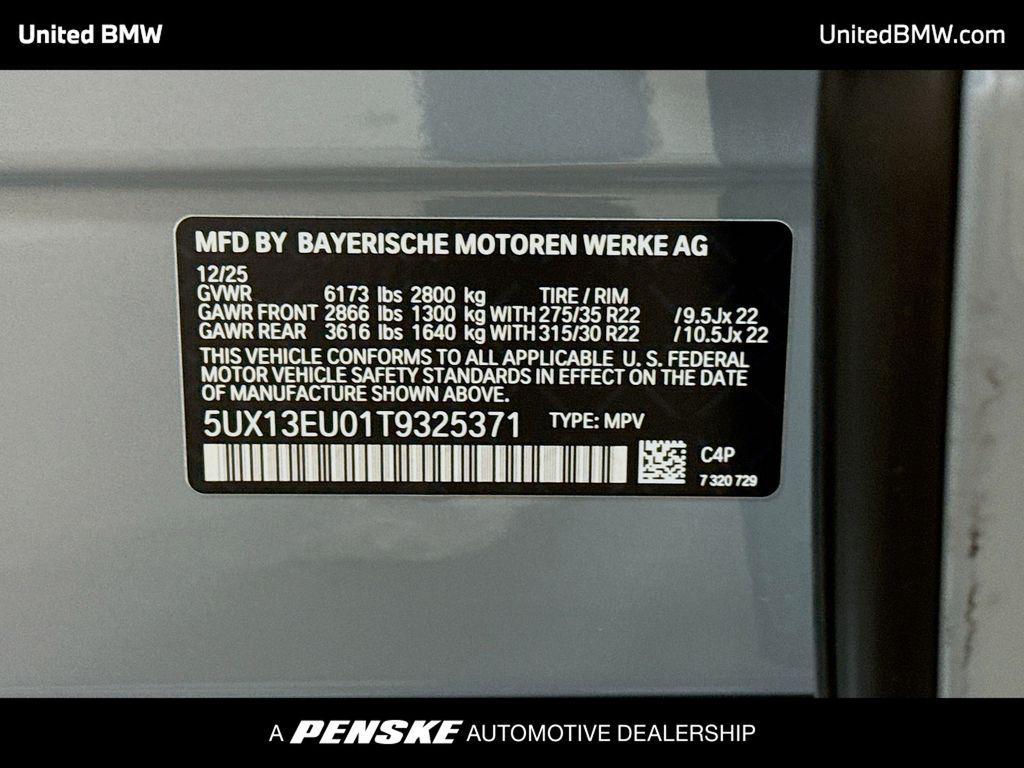 United BMW
UnitedBMW.com
MFD BY BAYERISCHE MOTOREN WERKE AG
12/25
GVWR 6173 lbs 2800 kg TIRE / RIM
GAWR FRONT 2866 lbs 1300 kg WITH 275/35 R22 /9.5Jx 22
GAWR REAR 3616 lbs 1640 kg WITH 315/30 R22 /10.5Jx 22
THIS VEHICLE CONFORMS TO ALL APPLICABLE U. S. FEDERAL
MOTOR VEHICLE SAFETY STANDARDS IN EFFECT ON THE DATE
OF MANUFACTURE SHOWN ABOVE.
5UX13EU01T9325371 TYPE: MPV
C4P
7 320 729
A PENSKE AUTOMOTIVE DEALERSHIP